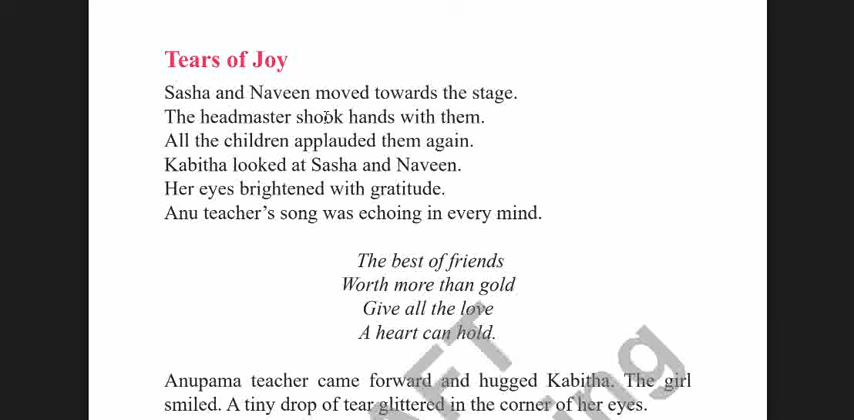 Tears of Joy
Sasha and Naveen moved towards the stage.
The headmaster shook hands with them.
All the children applauded them again.
Kabitha looked at Sasha and Naveen.
Her eyes brightened with gratitude.
Anu teacher's song was echoing in every mind.
The best of friends
Worth more than gold
Give all the love
A heart can hold.
Anupama teacher came forward and hugged Kabitha. The girl
smiled. A tiny drop of tear glittered in the corner of her eyes.